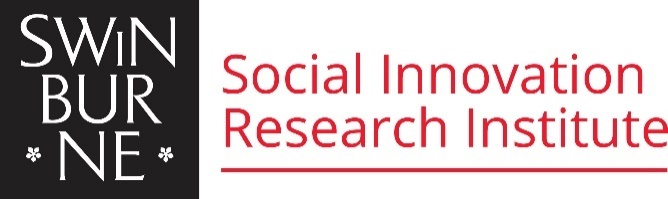 SWiN
BUR
NE
Social Innovation
Research Institute